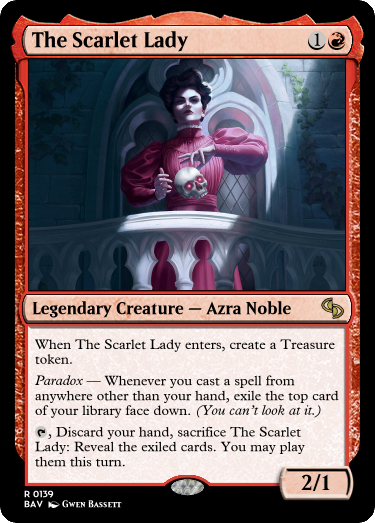 The Scarlet Lady 1
Legendary Creature — Azra Noble
When The Scarlet Lady enters, create a Treasure
token.
Paradox — Whenever you cast a spell from
anywhere other than your hand, exile the top card
of your library face down. (You can't look at it.)
, Discard your hand, sacrifice The Scarlet
Lady: Reveal the exiled cards. You may play
them this turn.
2/1
R 0139
BAV Gwen Bassett